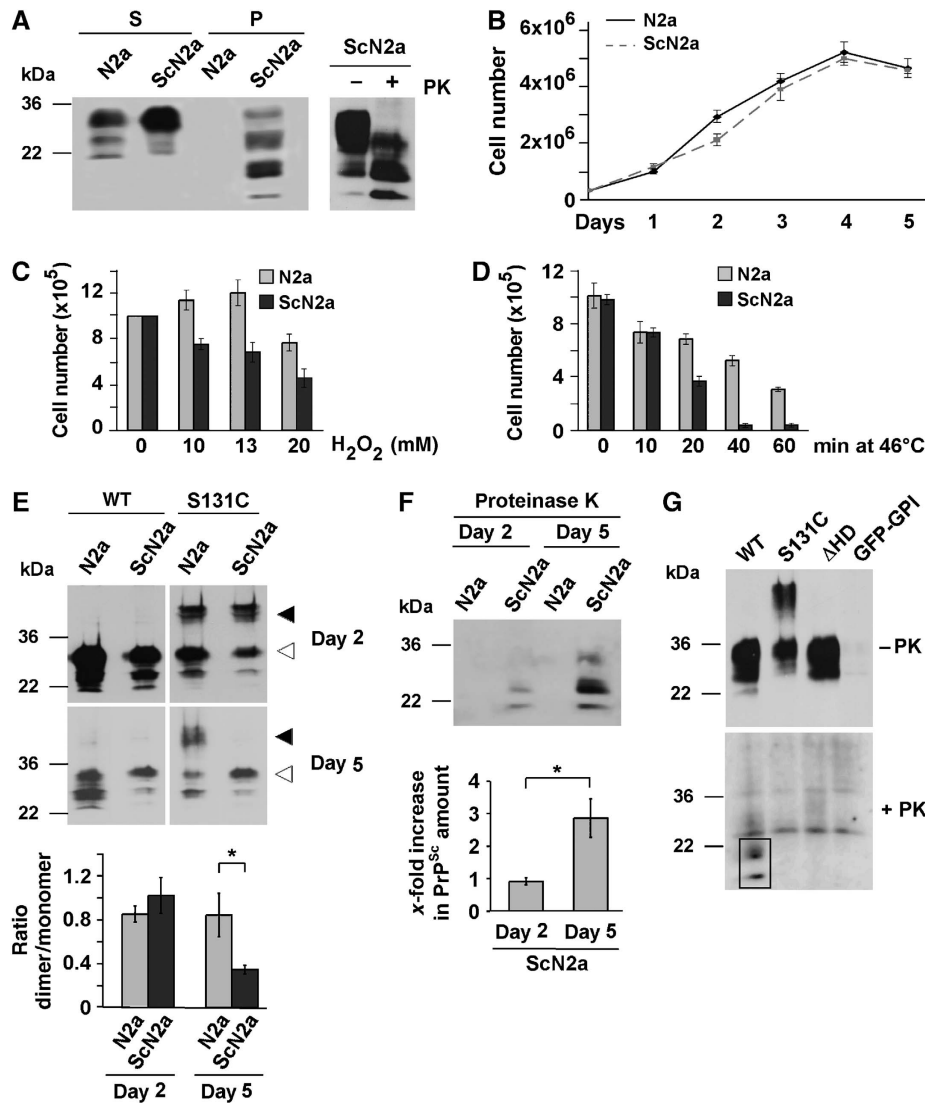 A
S P
N2a ScN2a N2a ScN2a
ScN2a
kDa
− + PK
36
22
B
N2a
ScN2a
Cell number
6x10⁶
4x10⁶
2x10⁶
0
Days 1 2 3 4 5
C
Cell number (x10⁵)
12
8
4
0
N2a
ScN2a
0 10 13 20 H₂O₂ (mM)
D
Cell number (x10⁵)
12
8
4
0
N2a
ScN2a
0 10 20 40 60 min at 46°C
E
WT S131C
N2a ScN2a N2a ScN2a
kDa
36
22
Day 2
36
22
Day 5
Ratio
dimer/monomer
1.2
0.8
0.4
0
*
N2a ScN2a N2a ScN2a
Day 2 Day 5
F
Proteinase K
Day 2 Day 5
N2a ScN2a N2a ScN2a
kDa
36
22
x-fold increase
in PrPSc amount
4
3
2
1
0
*
Day 2 Day 5
ScN2a
G
WT S131C ΔHD GFP-GPI
kDa
36
22
−PK
36
22
+ PK